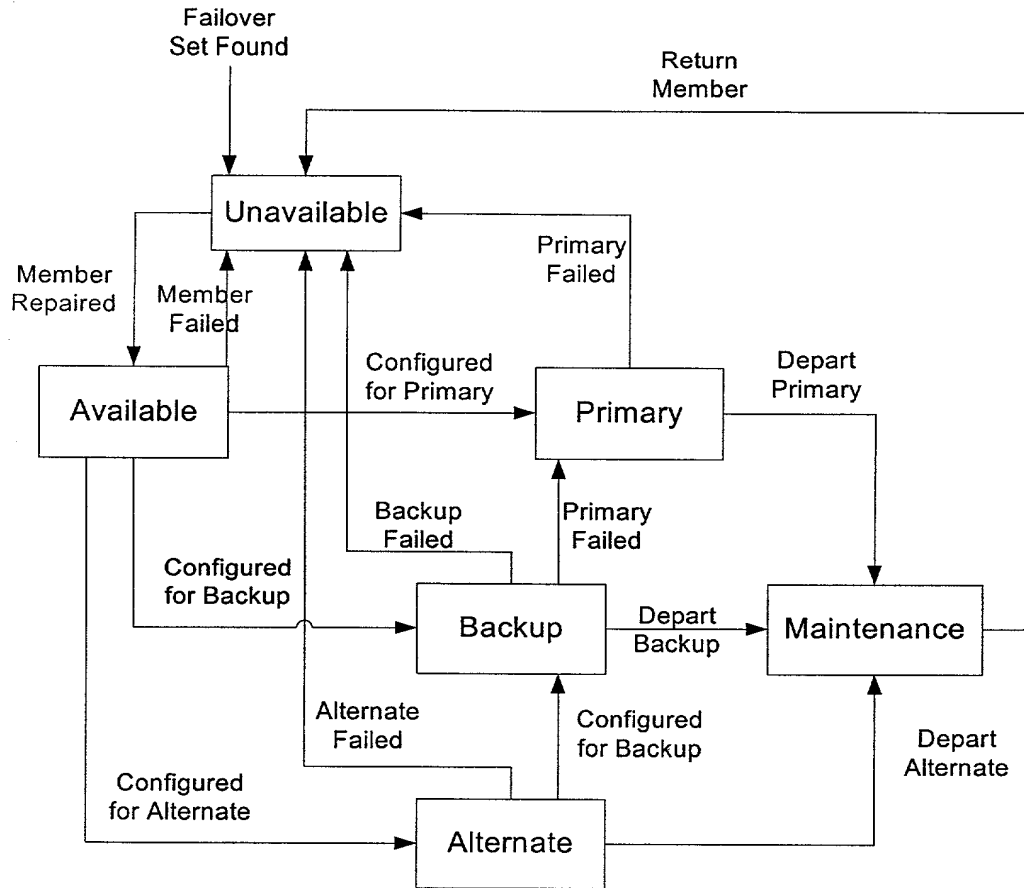 Failover
Set Found
Return
Member
Unavailable
Primary
Failed
Member
Repaired
Member
Failed
Configured
for Primary
Depart
Primary
Available
Primary
Backup
Failed
Primary
Failed
Configured
for Backup
Backup
Depart
Backup
Maintenance
Alternate
Failed
Configured
for Backup
Depart
Alternate
Configured
for Alternate
Alternate